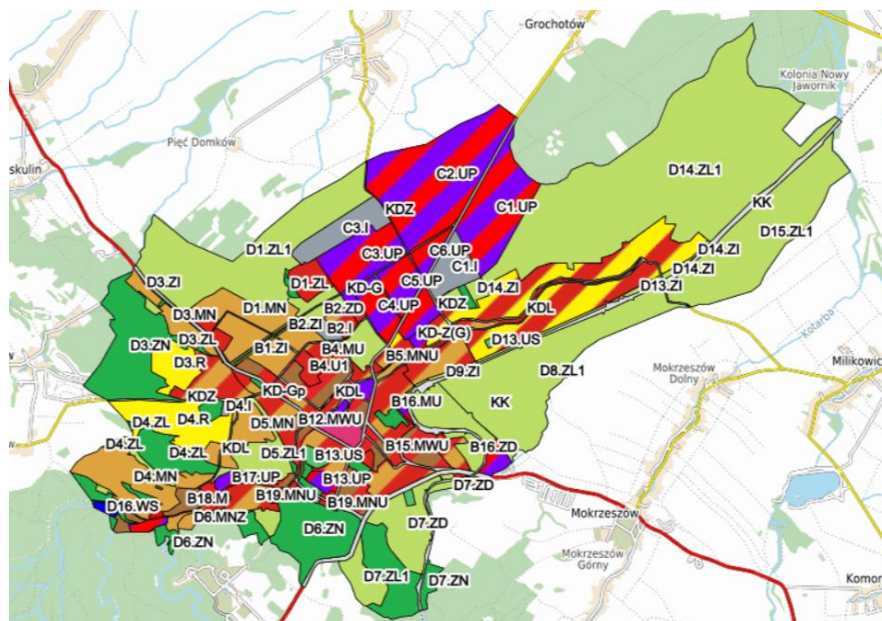 Grochotów
Kolonia Nowy
Jawornik
Pięć Domków
skulin
C2.UP
D14.ZL1
KDZ
C1.UP
KK
C3.I
D15.ZL1
D1.ZL1
C3.UP
C6.UP
D14.ZI
C1.I
D14.ZI
D3.ZI
D1.ZL
KD-G
C5.UP
D14.ZI
D13.ZI
D1.MN
B2.ZD
C4.UP
KDZ
KDL
D3.MN
B2.ZI
B2.I
KD-Z(G)
Kotarba
D3.ZL
D13.US
D3.ZN
B1.ZI
B4.MU
B5.MNU
D3.R
B4.U1
D9.ZI
D8.ZL1
Mokrzeszów
Dolny
Milikowic
KDZ
KD-Gp
KDL
B16.MU
KK
D4.I
D4.ZL
D4.R
D5.MN
B12.MWU
D4.ZL
KDL
B15.MWU
B16.ZD
D4.ZL
D5.ZL1
B13.US
D4.MN
B17.UP
B13.UP
D7.ZD
B18.M
B19.MNU
B19.MNU
D16.WS
D6.MNZ
D7.ZD
Mokrzeszów
D6.ZN
D6.ZN
Mokrzeszów
Górny
D7.ZL1
D7.ZN
Komor